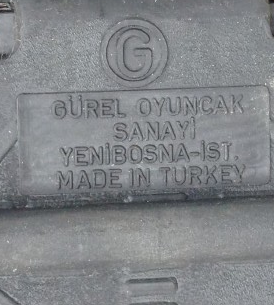 G
GÜREL OYUNCAK
SANAYİ
YENİBOSNA-İST.
MADE IN TURKEY